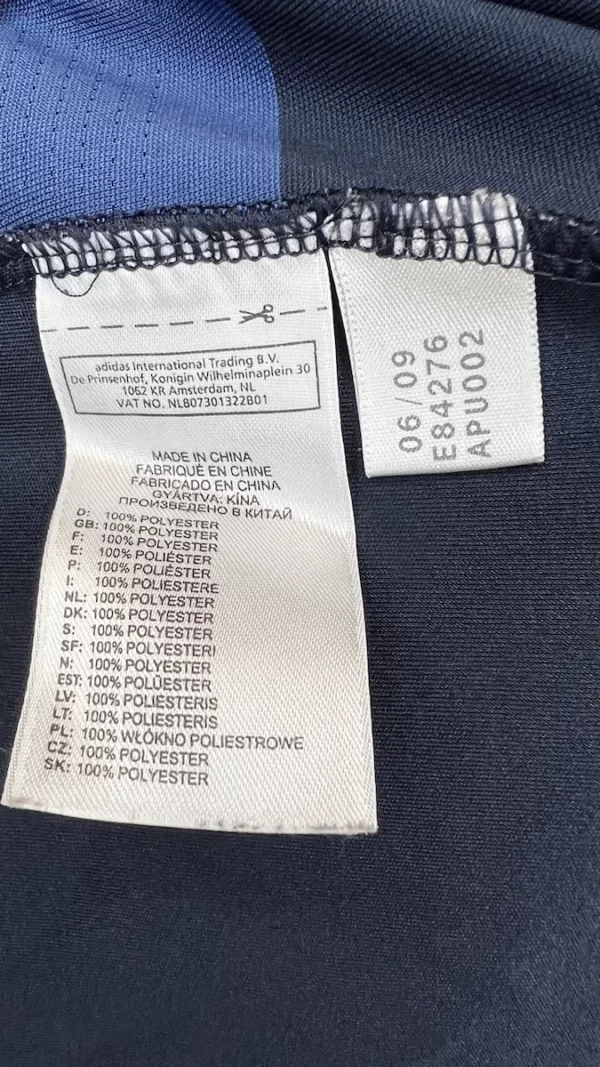 adidas International Trading B.V.
De Prinsenhof, Konigin Wilhelminaplein 30
1062 KR Amsterdam, NL
VAT NO. NL807301322B01
MADE IN CHINA
FABRIQUÉ EN CHINE
FABRICADO EN CHINA
GYÁRTVA: KÍNA
ПРОИЗВЕДЕНО В КИТАЙ
D: 100% POLYESTER
GB: 100% POLYESTER
F: 100% POLYESTER
E: 100% POLIÉSTER
P: 100% POLIÉSTER
I: 100% POLIESTERE
NL: 100% POLYESTER
DK: 100% POLYESTER
S: 100% POLYESTER
SF: 100% POLYESTERI
N: 100% POLYESTER
EST: 100% POLÜESTER
LV: 100% POLIESTERIS
LT: 100% POLIESTERIS
PL: 100% WŁÓKNO POLIESTROWE
CZ: 100% POLYESTER
SK: 100% POLYESTER
06/09
E84276
APU002